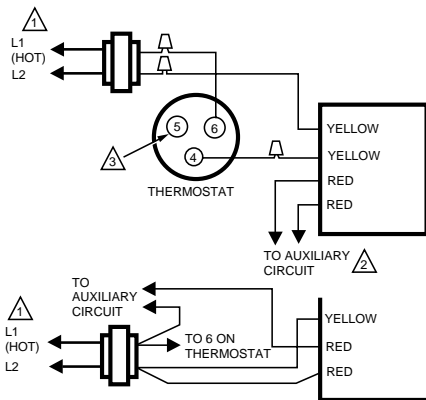 1
L1
(HOT)
L2
5
6
4
3
THERMOSTAT
YELLOW
YELLOW
RED
RED
TO AUXILIARY
CIRCUIT
2
TO
AUXILIARY
CIRCUIT
1
L1
(HOT)
L2
TO 6 ON
THERMOSTAT
YELLOW
RED
RED